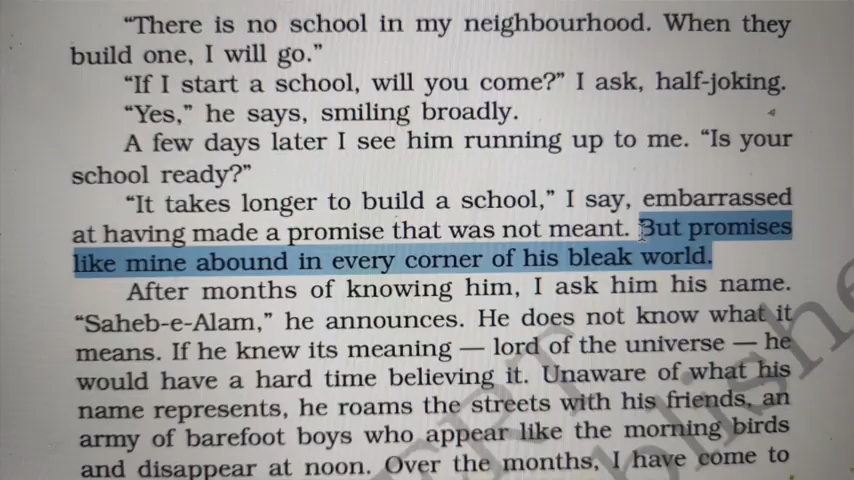 "There is no school in my neighbourhood. When they
build one, I will go."
"If I start a school, will you come?" I ask, half-joking.
"Yes," he says, smiling broadly.
A few days later I see him running up to me. "Is your
school ready?"
"It takes longer to build a school," I say, embarrassed
at having made a promise that was not meant. But promises
like mine abound in every corner of his bleak world.
After months of knowing him, I ask him his name.
"Saheb-e-Alam," he announces. He does not know what it
means. If he knew its meaning — lord of the universe — he
would have a hard time believing it. Unaware of what his
name represents, he roams the streets with his friends, an
army of barefoot boys who appear like the morning birds
and disappear at noon. Over the months, I have come to